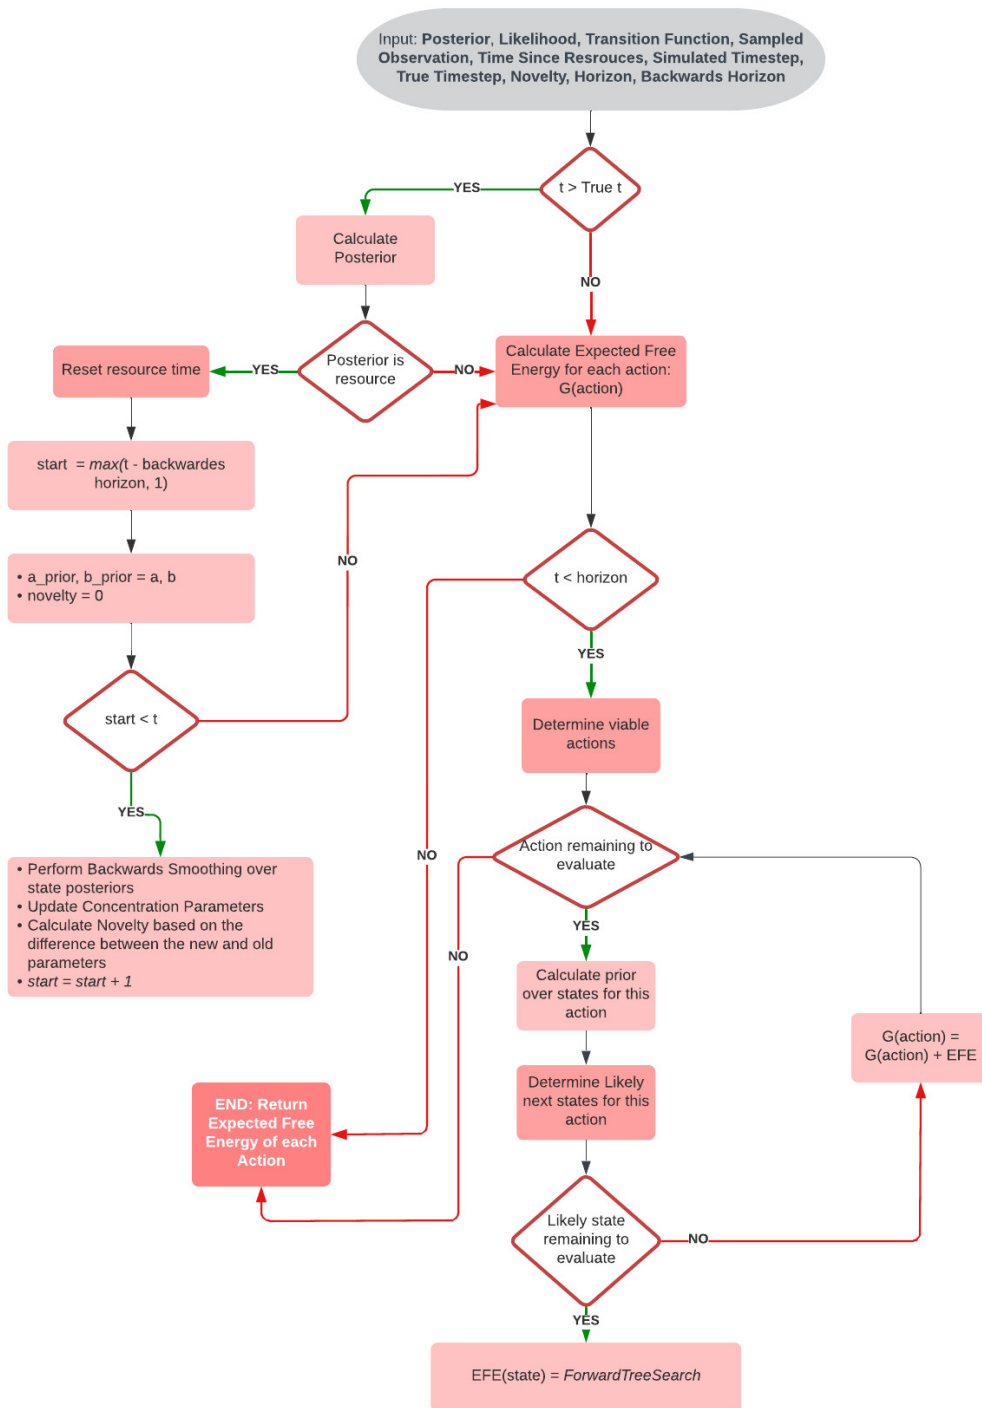 Input: Posterior, Likelihood, Transition Function, Sampled
Observation, Time Since Resrouces, Simulated Timestep,
True Timestep, Novelty, Horizon, Backwards Horizon
t > True t
YES
NO
Calculate
Posterior
Posterior is
resource
YES
NO
Reset resource time
Calculate Expected Free
Energy for each action:
G(action)
start = max(t - backwardes
horizon, 1)
• a_prior, b_prior = a, b
• novelty = 0
NO
start < t
YES
• Perform Backwards Smoothing over
state posteriors
• Update Concentration Parameters
• Calculate Novelty based on the
difference between the new and old
parameters
• start = start + 1
t < horizon
NO
YES
Determine viable
actions
Action remaining to
evaluate
NO
YES
Calculate prior
over states for this
action
Determine Likely
next states for this
action
G(action) =
G(action) + EFE
END: Return
Expected Free
Energy of each
Action
Likely state
remaining to
evaluate
NO
YES
EFE(state) = ForwardTreeSearch